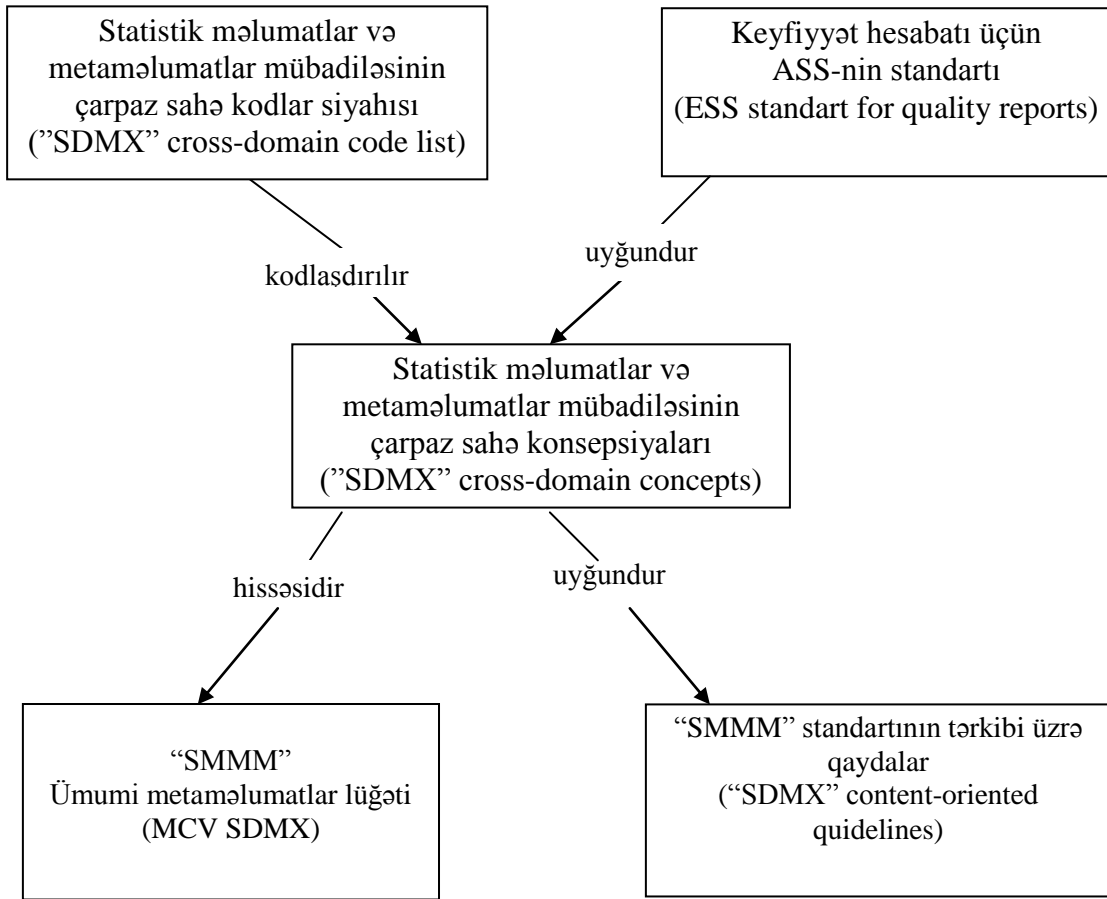 Statistik məlumatlar və
metaməlumatlar mübadiləsinin
çarpaz sahə kodlar siyahısı
(”SDMX” cross-domain code list)
Keyfiyyət hesabatı üçün
ASS-nin standartı
(ESS standart for quality reports)
kodlaşdırılır
uyğundur
Statistik məlumatlar və
metaməlumatlar mübadiləsinin
çarpaz sahə konsepsiyaları
(”SDMX” cross-domain concepts)
hissəsidir
uyğundur
“SMMM”
Ümumi metaməlumatlar lüğəti
(MCV SDMX)
“SMMM” standartının tərkibi üzrə
qaydalar
(“SDMX” content-oriented
quidelines)